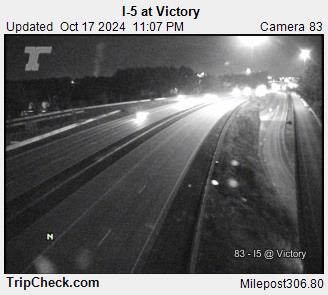 I-5 at Victory
Updated Oct 17 2024 11:07 PM Camera 83
T
N
83 - I5 @ Victory
TripCheck.com Milepost306.80